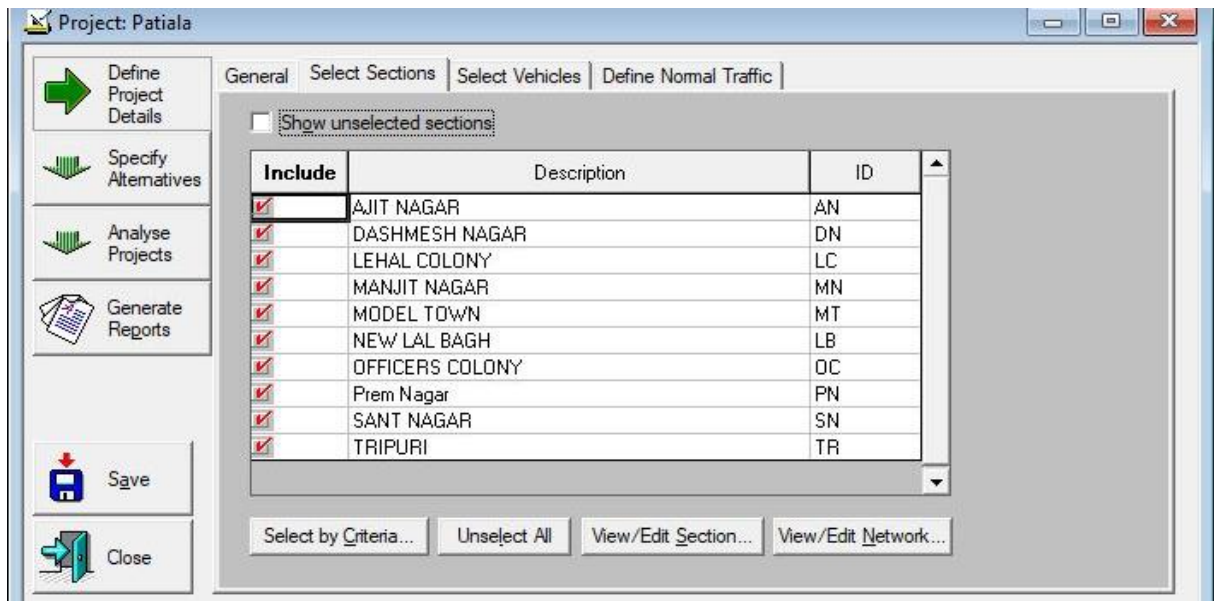 Project: Patiala
Define
Project
Details
Specify
Alternatives
Analyse
Projects
Generate
Reports
Save
Close
General Select Sections Select Vehicles Define Normal Traffic
Show unselected sections
Include Description ID
AJIT NAGAR AN
DASHMESH NAGAR DN
LEHAL COLONY LC
MANJIT NAGAR MN
MODEL TOWN MT
NEW LAL BAGH LB
OFFICERS COLONY OC
Prem Nagar PN
SANT NAGAR SN
TRIPURI TR
Select by Criteria... Unselect All View/Edit Section... View/Edit Network...